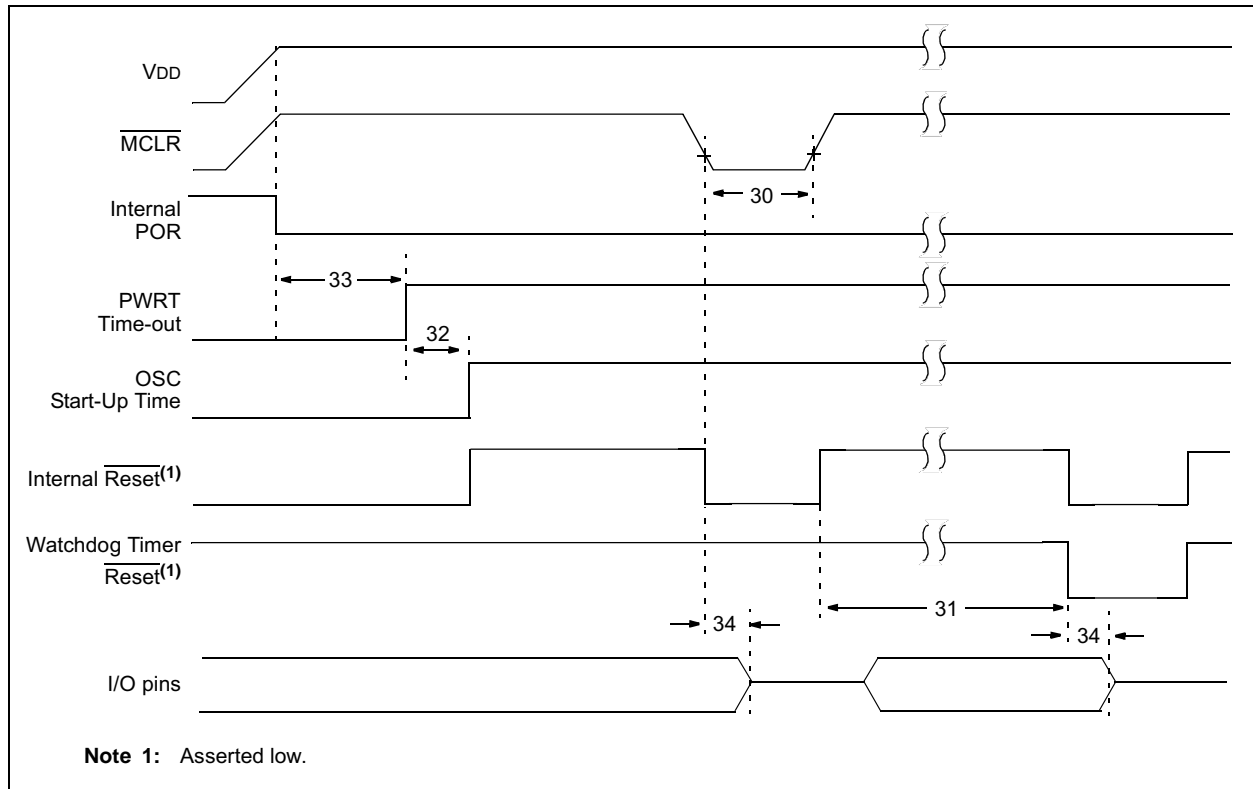 VDD
MCLR
30
Internal
POR
33
PWRT
Time-out
32
OSC
Start-Up Time
Internal Reset(1)
Watchdog Timer
Reset(1)
31
34
34
I/O pins
Note 1: Asserted low.